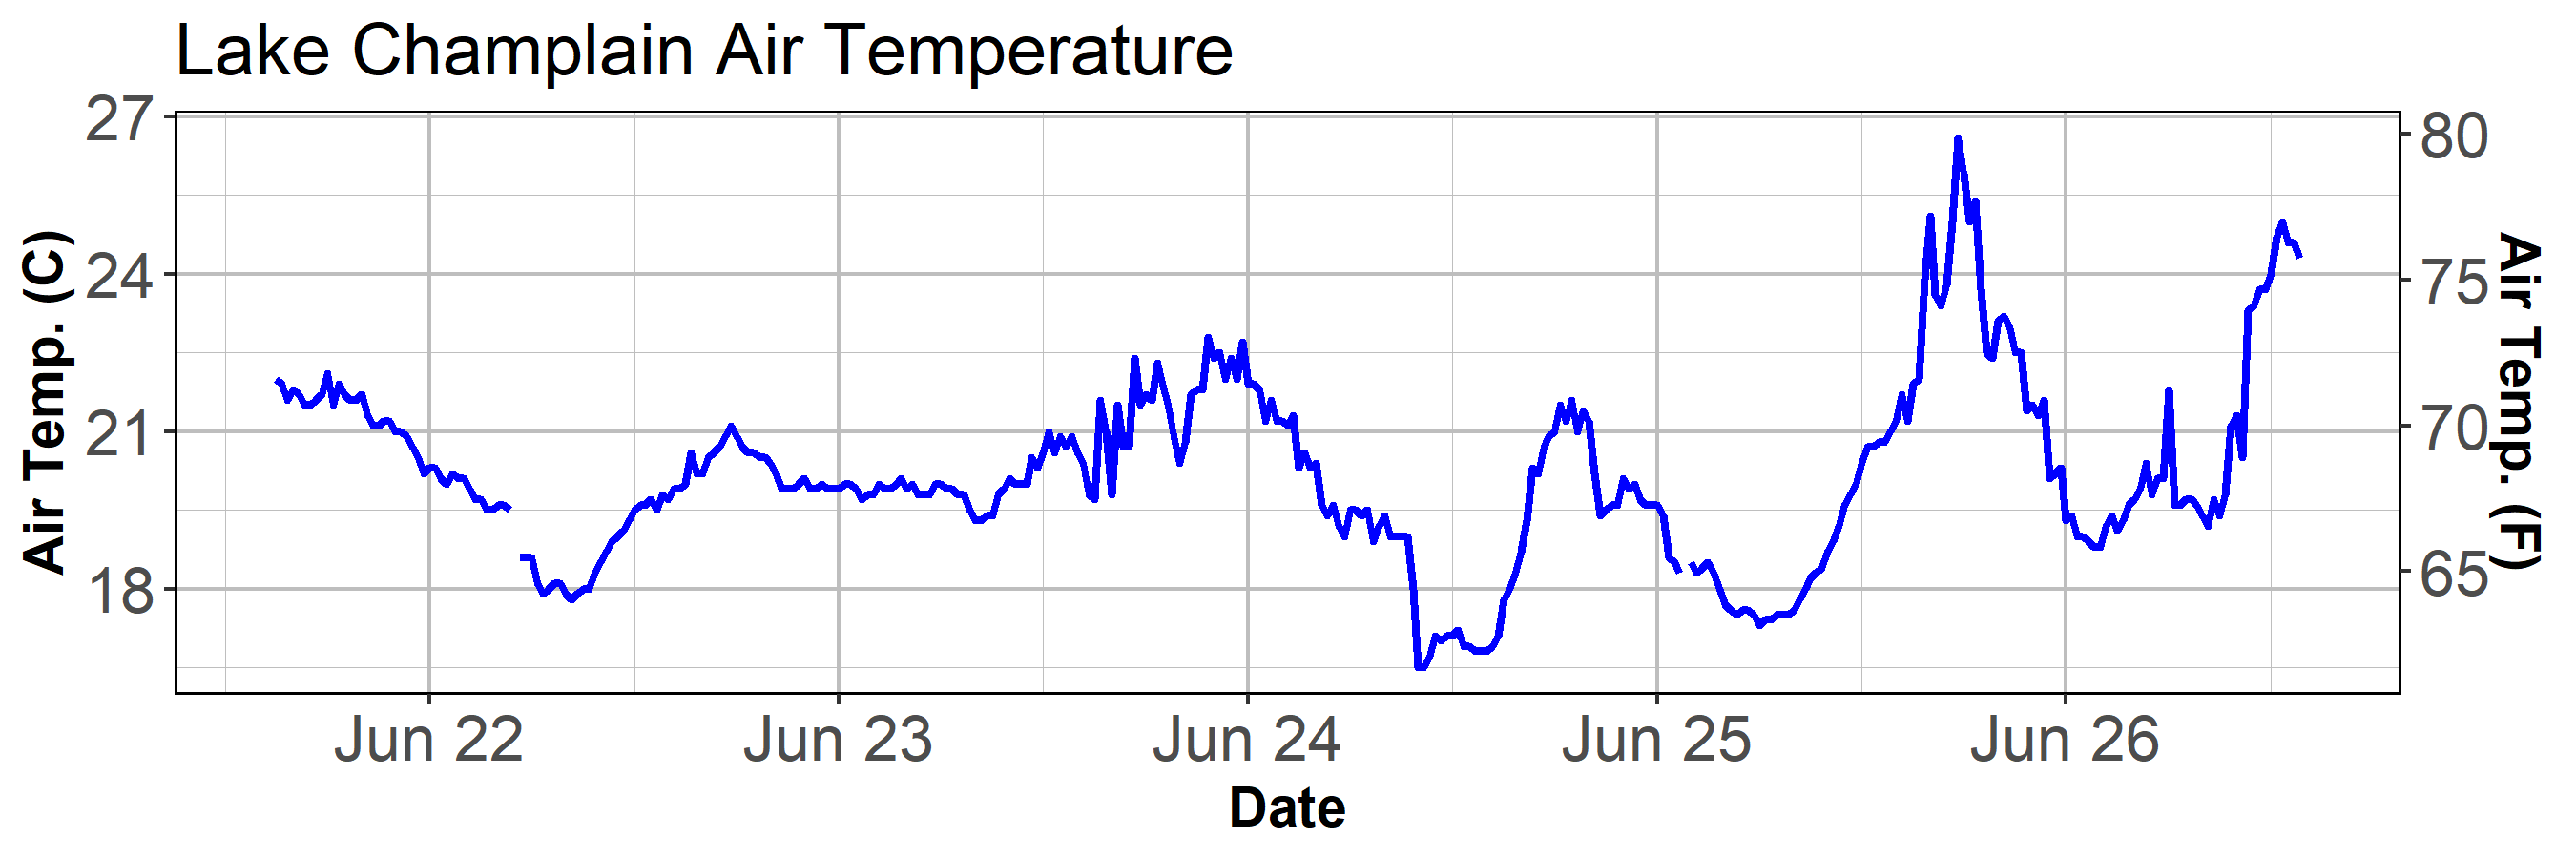 Lake Champlain Air Temperature
27
24
21
18
Air Temp. (C)
80
75
70
65
Air Temp. (F)
Jun 22 Jun 23 Jun 24 Jun 25 Jun 26
Date